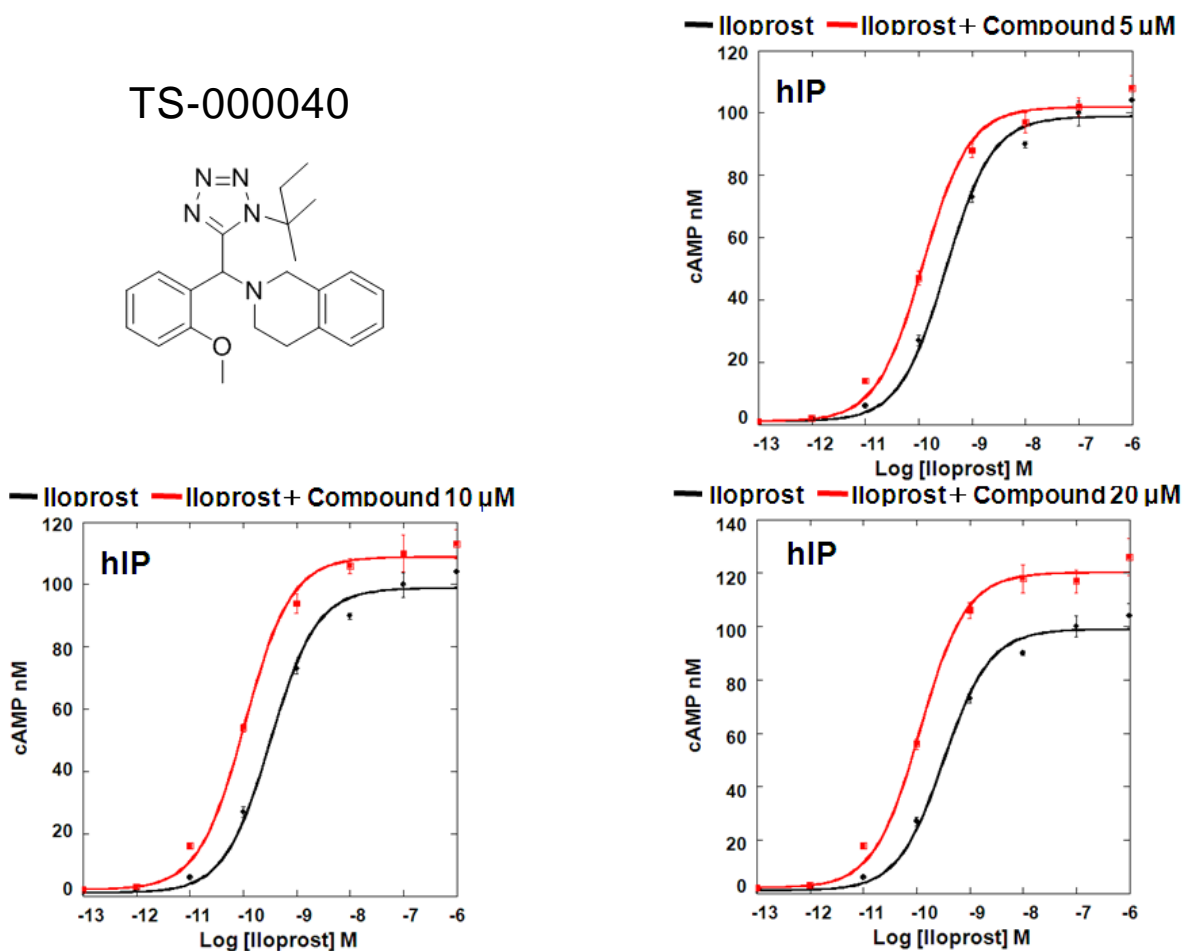 TS-000040
N=N
N
N
N
O
Iloprost Iloprost + Compound 5 µM
hIP
cAMP nM
120
100
80
60
40
20
0
-13 -12 -11 -10 -9 -8 -7 -6
Log [Iloprost] M
Iloprost Iloprost + Compound 10 µM
hIP
cAMP nM
120
100
80
60
40
20
0
-13 -12 -11 -10 -9 -8 -7 -6
Log [Iloprost] M
Iloprost Iloprost + Compound 20 µM
hIP
cAMP nM
140
120
100
80
60
40
20
0
-13 -12 -11 -10 -9 -8 -7 -6
Log [Iloprost] M